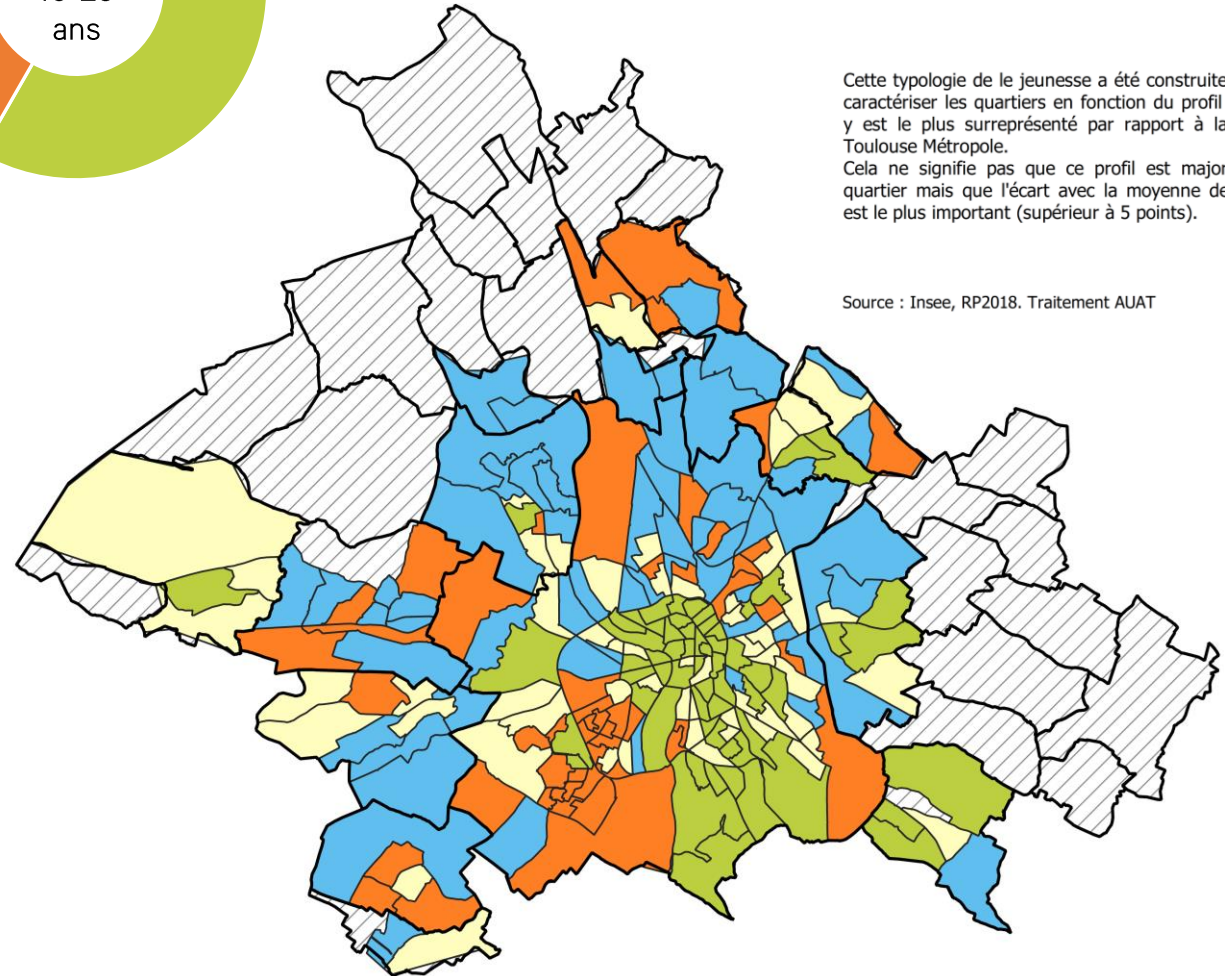 ans
Cette typologie de le jeunesse a été construite
caractériser les quartiers en fonction du profil
y est le plus surreprésenté par rapport à la
Toulouse Métropole.
Cela ne signifie pas que ce profil est major
quartier mais que l'écart avec la moyenne de
est le plus important (supérieur à 5 points).
Source : Insee, RP2018. Traitement AUAT